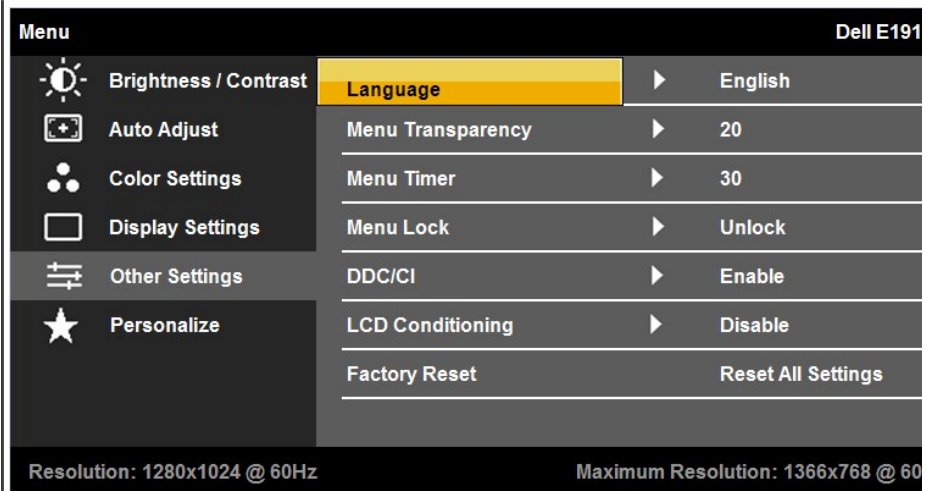 Menu Dell E191
Brightness / Contrast Language English
Auto Adjust Menu Transparency 20
Color Settings Menu Timer 30
Display Settings Menu Lock Unlock
Other Settings DDC/CI Enable
Personalize LCD Conditioning Disable
Factory Reset Reset All Settings
Resolution: 1280x1024 @ 60Hz Maximum Resolution: 1366x768 @ 60